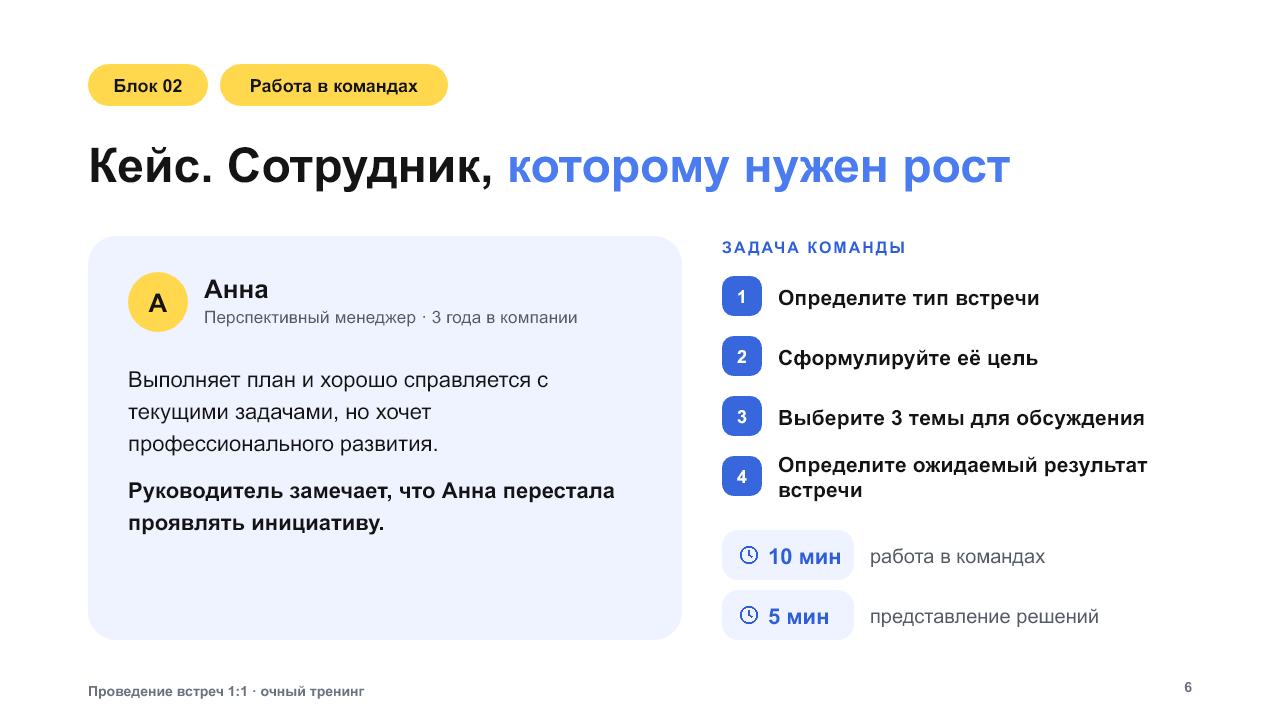 Блок 02
Работа в командах
Кейс. Сотрудник, которому нужен рост
А
Анна
Перспективный менеджер · 3 года в компании
Выполняет план и хорошо справляется с
текущими задачами, но хочет
профессионального развития.
Руководитель замечает, что Анна перестала
проявлять инициативу.
ЗАДАЧА КОМАНДЫ
1 Определите тип встречи
2 Сформулируйте её цель
3 Выберите 3 темы для обсуждения
4 Определите ожидаемый результат
встречи
10 мин работа в командах
5 мин представление решений
Проведение встреч 1:1 · очный тренинг
6